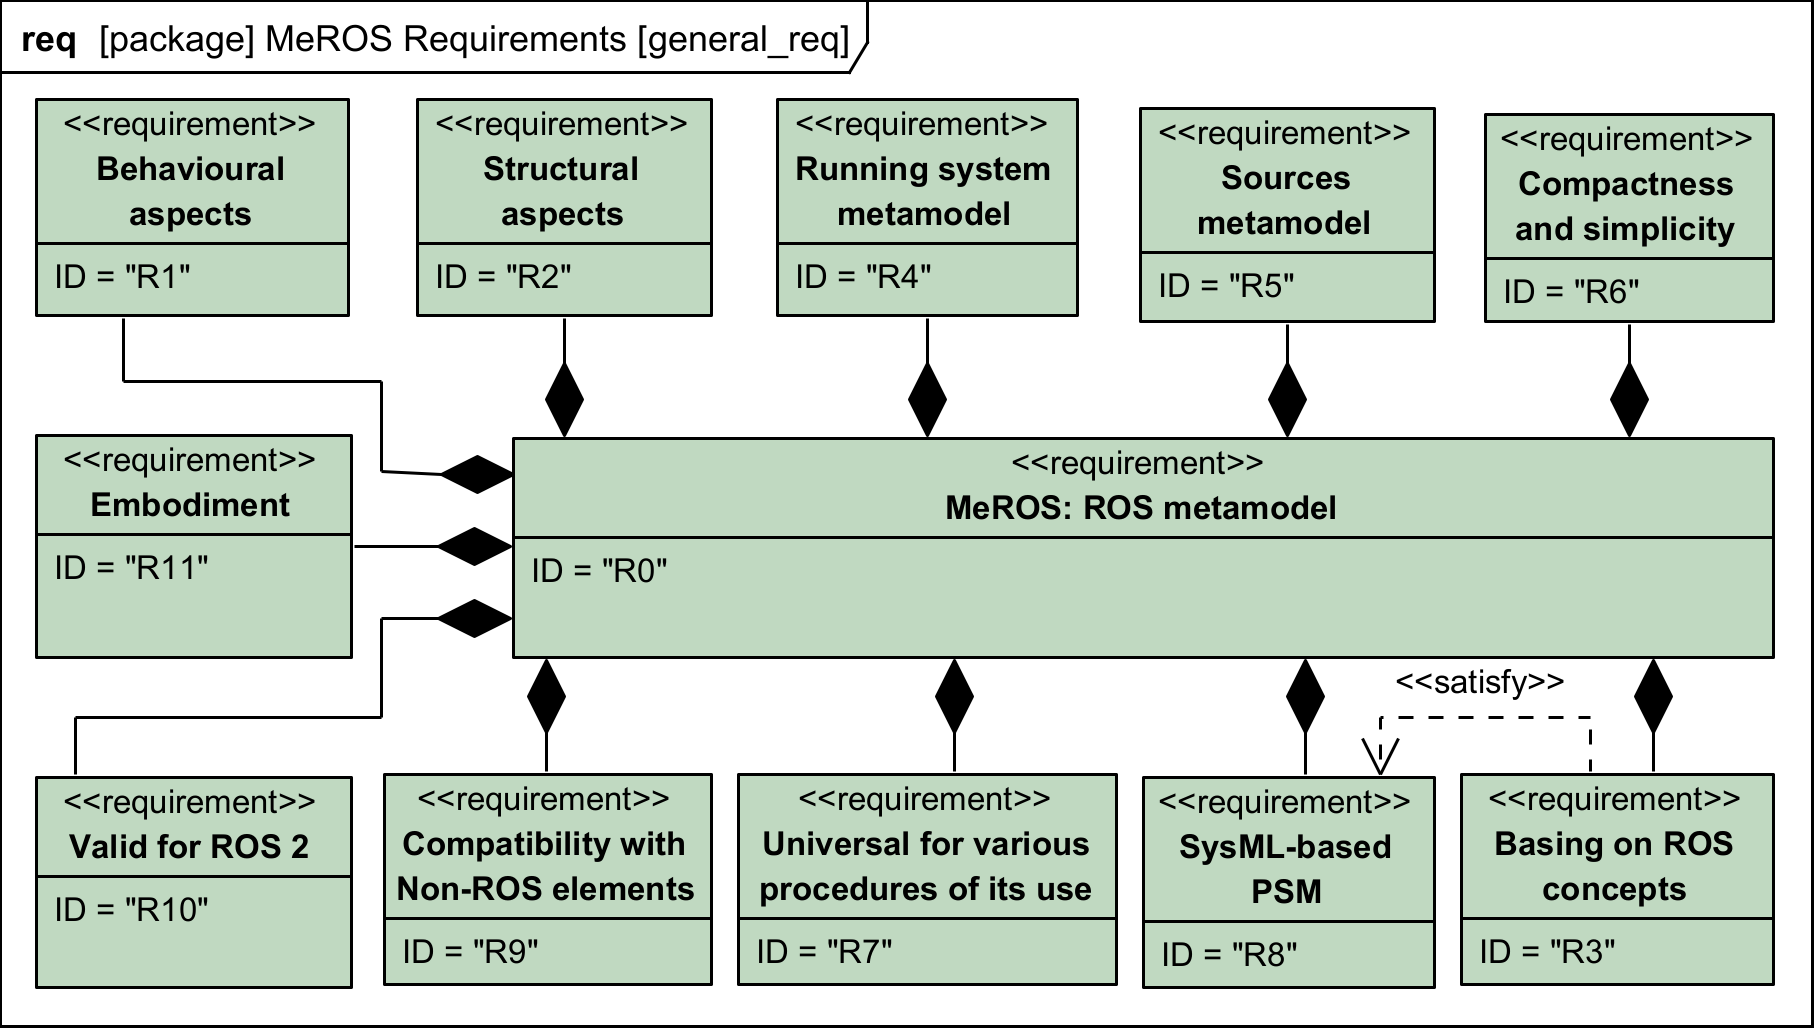 req [package] MeROS Requirements [general_req]
<<requirement>>
Behavioural
aspects
ID = "R1"
<<requirement>>
Structural
aspects
ID = "R2"
<<requirement>>
Running system
metamodel
ID = "R4"
<<requirement>>
Sources
metamodel
ID = "R5"
<<requirement>>
Compactness
and simplicity
ID = "R6"
<<requirement>>
Embodiment
ID = "R11"
<<requirement>>
MeROS: ROS metamodel
ID = "R0"
<<satisfy>>
<<requirement>>
Valid for ROS 2
ID = "R10"
<<requirement>>
Compatibility with
Non-ROS elements
ID = "R9"
<<requirement>>
Universal for various
procedures of its use
ID = "R7"
<<requirement>>
SysML-based
PSM
ID = "R8"
<<requirement>>
Basing on ROS
concepts
ID = "R3"